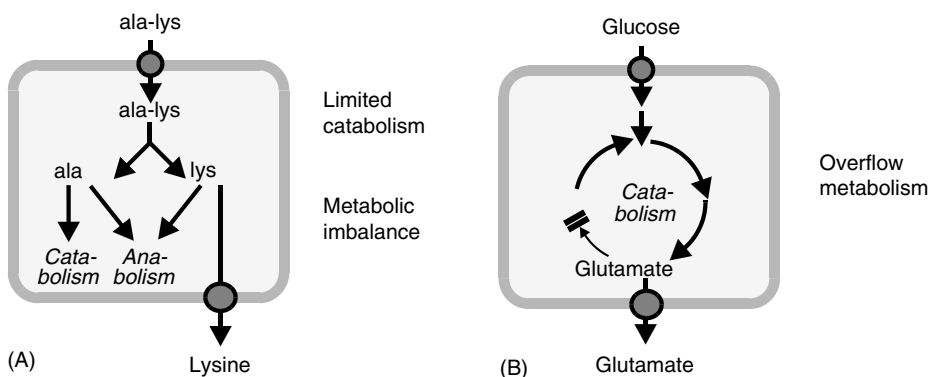 ala-lys
ala-lys
ala
lys
Cata-
bolism
Ana-
bolism
Lysine
(A)
Limited
catabolism
Metabolic
imbalance
Glucose
Cata-
bolism
Glutamate
Glutamate
(B)
Overflow
metabolism